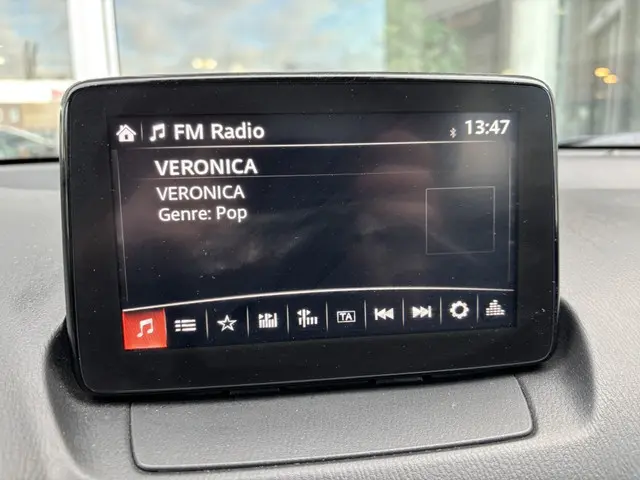 FM Radio 13:47
VERONICA
VERONICA
Genre: Pop
TA